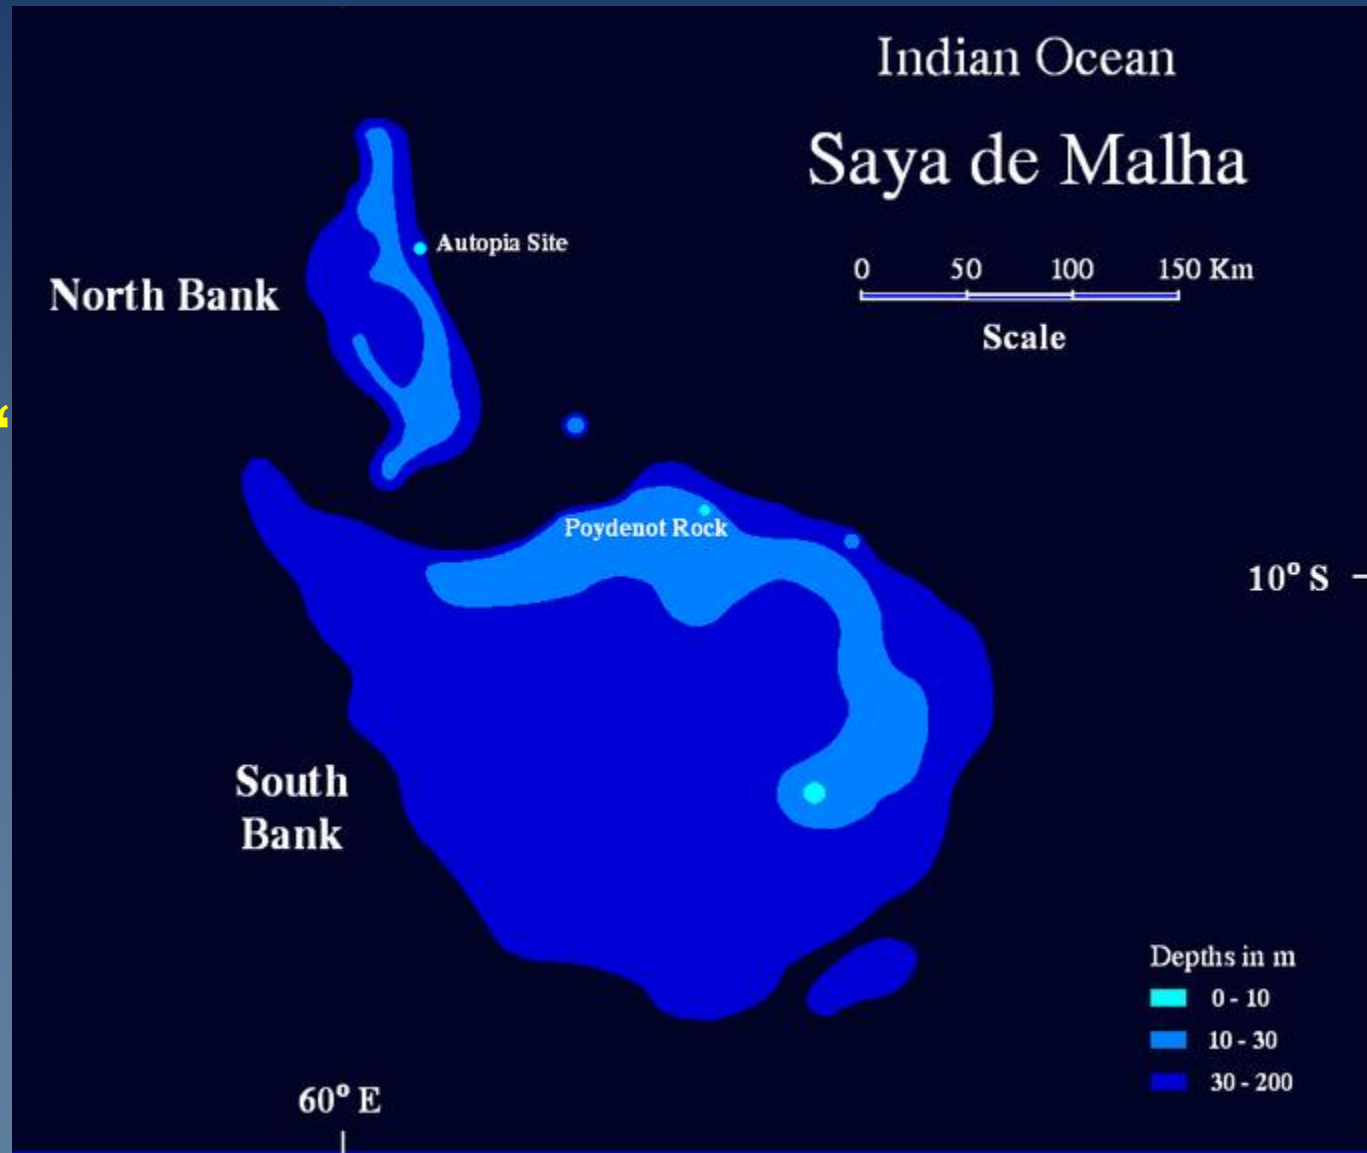 Indian Ocean
Saya de Malha
Autopia Site
0 50 100 150 Km
North Bank
Scale
“
Poydenot Rock
10° S
South
Bank
Depths in m
0 - 10
10 - 30
30 - 200
60° E